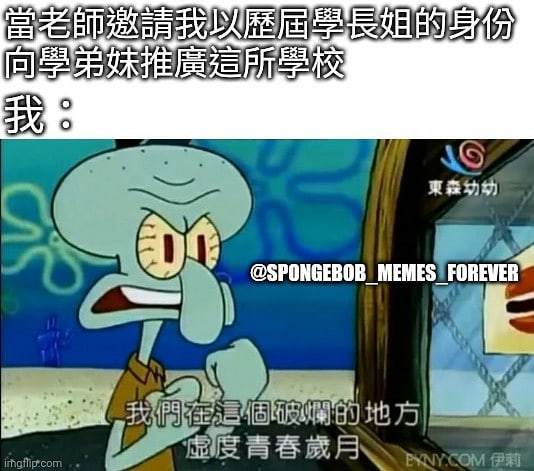 當老師邀請我以歷屆學長姐的身份
向學弟妹推廣這所學校
我：
東森幼幼
@SPONGEBOB_MEMES_FOREVER
我們在這個破爛的地方
虛度青春歲月
imgflip.com
EYNY.COM 伊莉